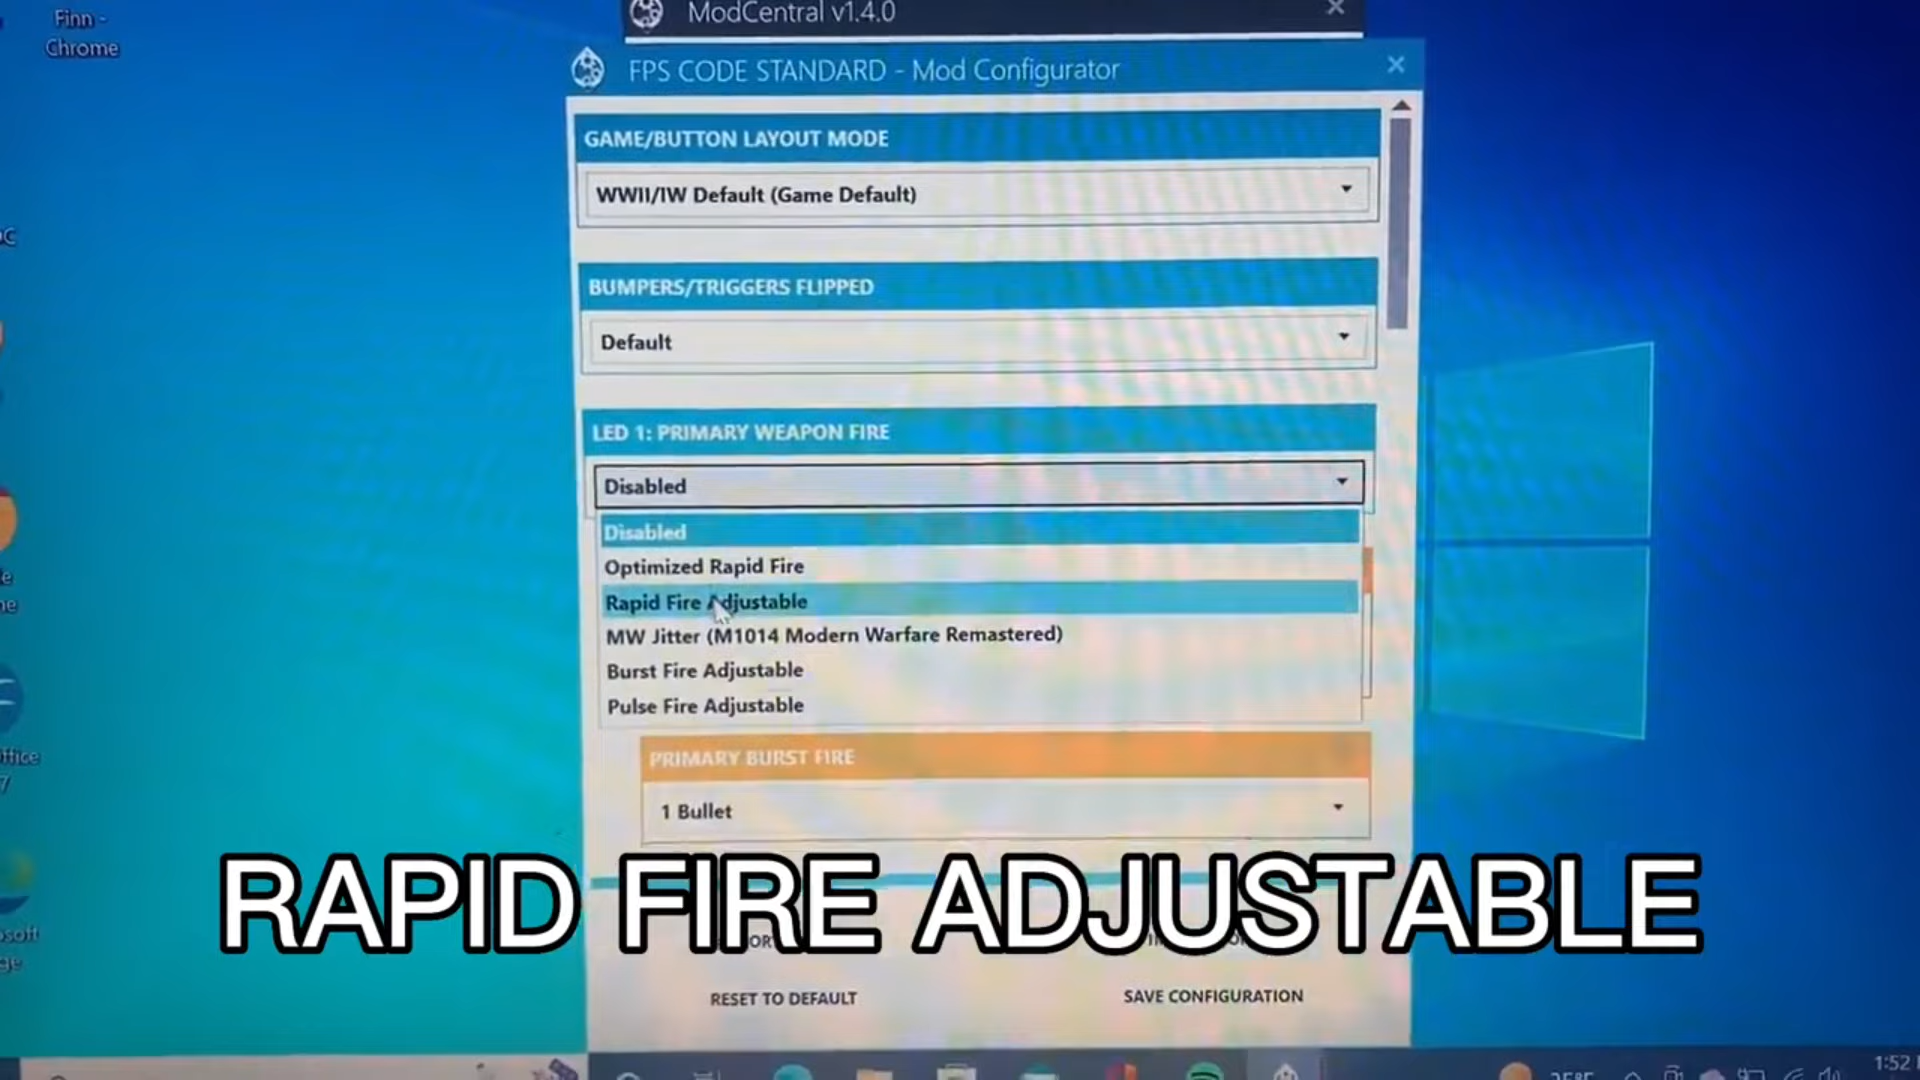 Finn -
Chrome
ModCentral v1.4.0
FPS CODE STANDARD - Mod Configurator
GAME/BUTTON LAYOUT MODE
WWII/IW Default (Game Default)
BUMPERS/TRIGGERS FLIPPED
Default
LED 1: PRIMARY WEAPON FIRE
Disabled
Disabled
Optimized Rapid Fire
Rapid Fire Adjustable
MW Jitter (M1014 Modern Warfare Remastered)
Burst Fire Adjustable
Pulse Fire Adjustable
PRIMARY BURST FIRE
1 Bullet
RAPID FIRE ADJUSTABLE
RESET TO DEFAULT
SAVE CONFIGURATION
1:52